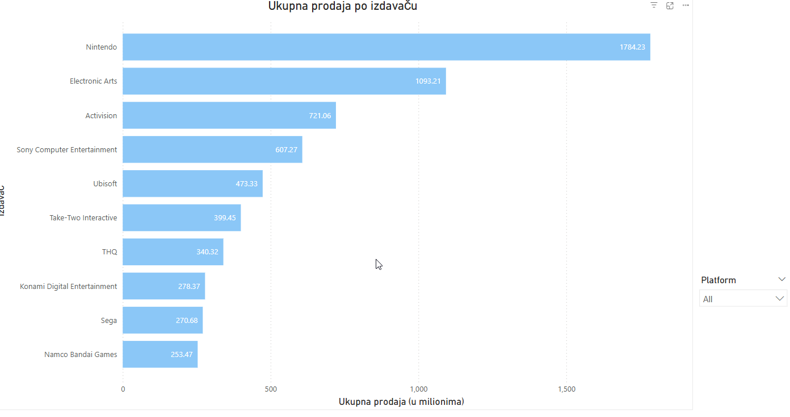 Ukupna prodaja po izdavaču
Nintendo 1784.23
Electronic Arts 1093.21
Activision 721.06
Sony Computer Entertainment 607.27
Ubisoft 473.33
Take-Two Interactive 399.45
THQ 340.32
Konami Digital Entertainment 278.37
Sega 270.68
Namco Bandai Games 253.47
Izdavač
0 500 1,000 1,500
Ukupna prodaja (u milionima)
Platform
All